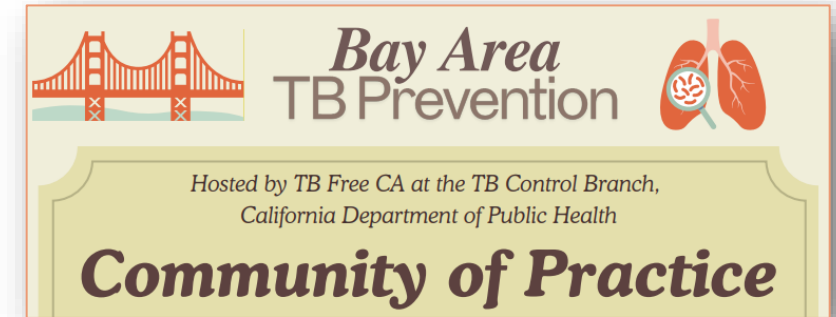 Bay Area
TB Prevention
Hosted by TB Free CA at the TB Control Branch,
California Department of Public Health
Community of Practice